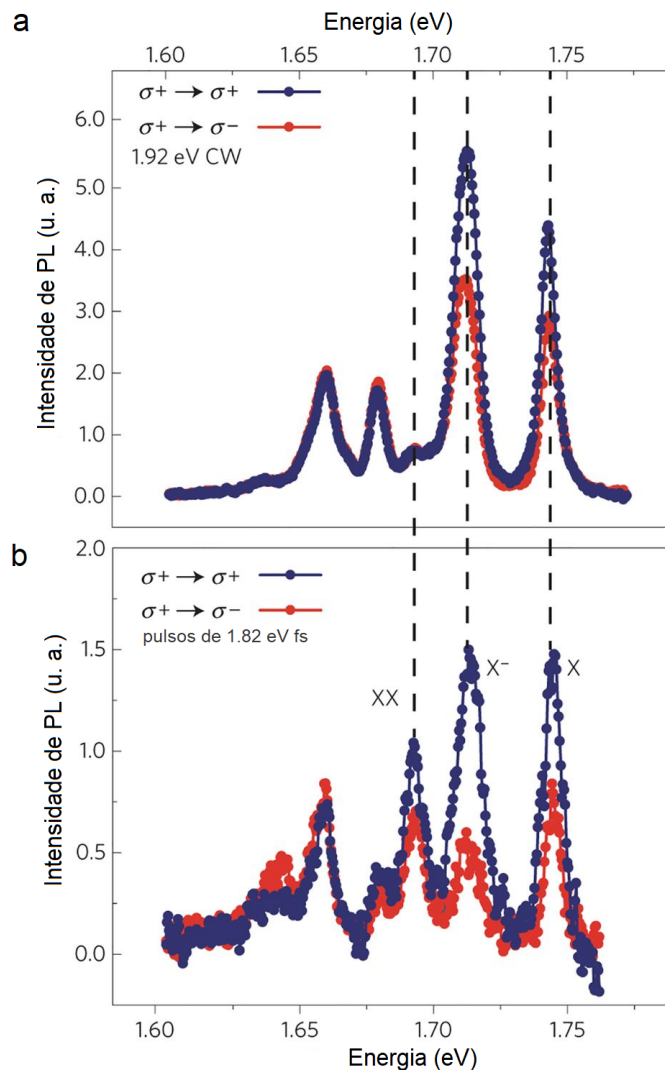 a
Energia (eV)
1.60 1.65 1.70 1.75
σ+ → σ+
σ+ → σ−
1.92 eV CW
Intensidade de PL (u. a.)
6.0
5.0
4.0
3.0
2.0
1.0
0.0
b
2.0
σ+ → σ+
σ+ → σ−
pulsos de 1.82 eV fs
XX
X−
X
Intensidade de PL (u. a.)
1.5
1.0
0.5
0.0
1.60 1.65 1.70 1.75
Energia (eV)